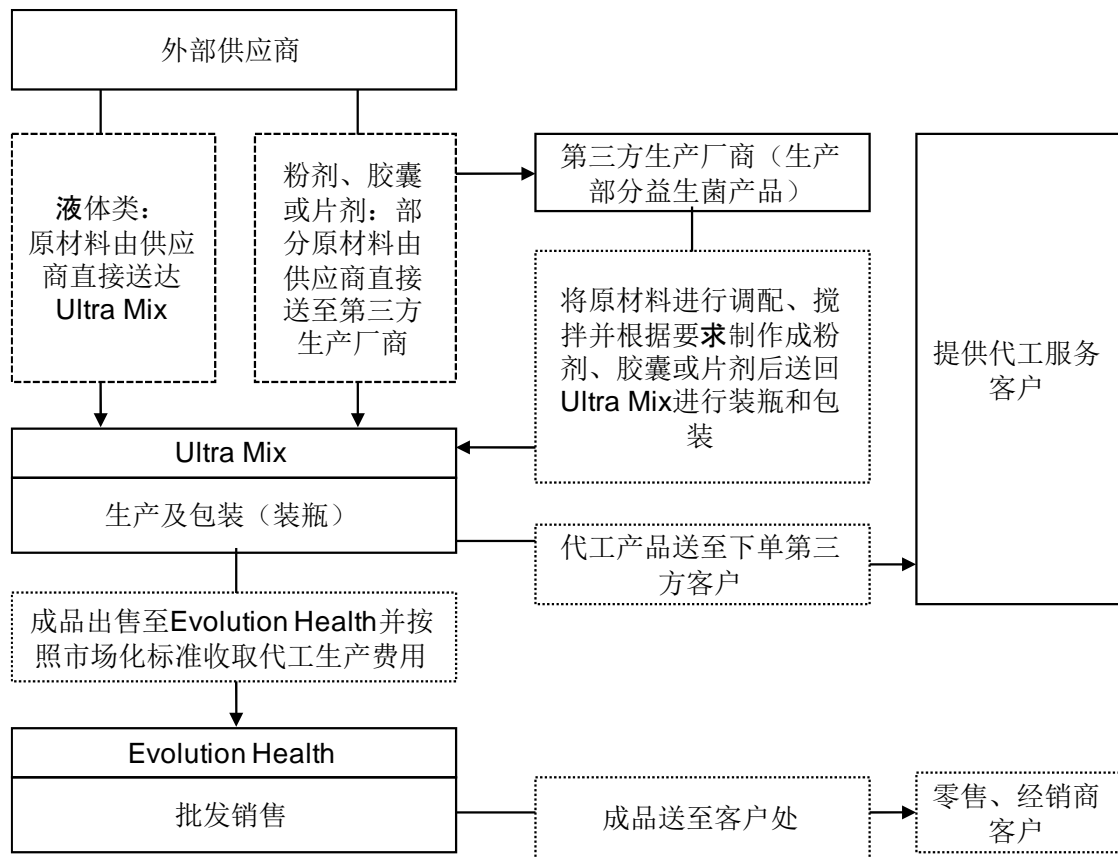 外部供应商
液体类：
原材料由供应
商直接送达
Ultra Mix
粉剂、胶囊
或片剂：部
分原材料由
供应商直接
送至第三方
生产厂商
第三方生产厂商（生产
部分益生菌产品）
将原材料进行调配、搅
拌并根据要求制作成粉
剂、胶囊或片剂后送回
Ultra Mix进行装瓶和包
装
提供代工服务
客户
Ultra Mix
生产及包装（装瓶）
代工产品送至下单第三
方客户
成品出售至Evolution Health并按
照市场化标准收取代工生产费用
Evolution Health
批发销售
成品送至客户处
零售、经销商
客户